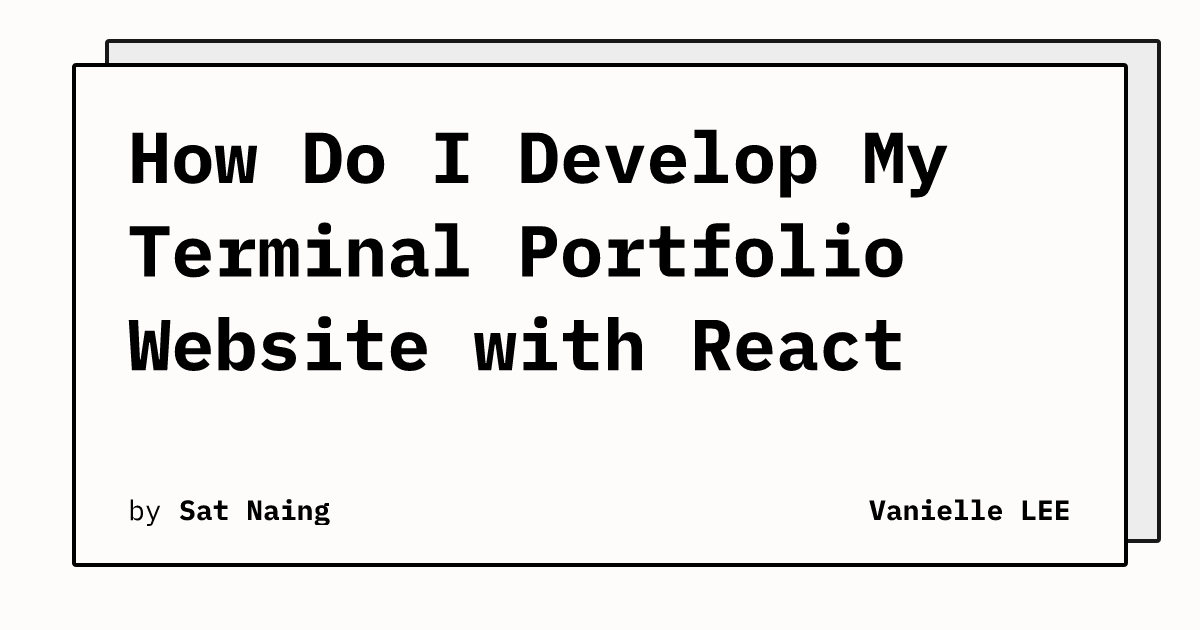 How Do I Develop My
Terminal Portfolio
Website with React
by Sat Naing
Vanielle LEE